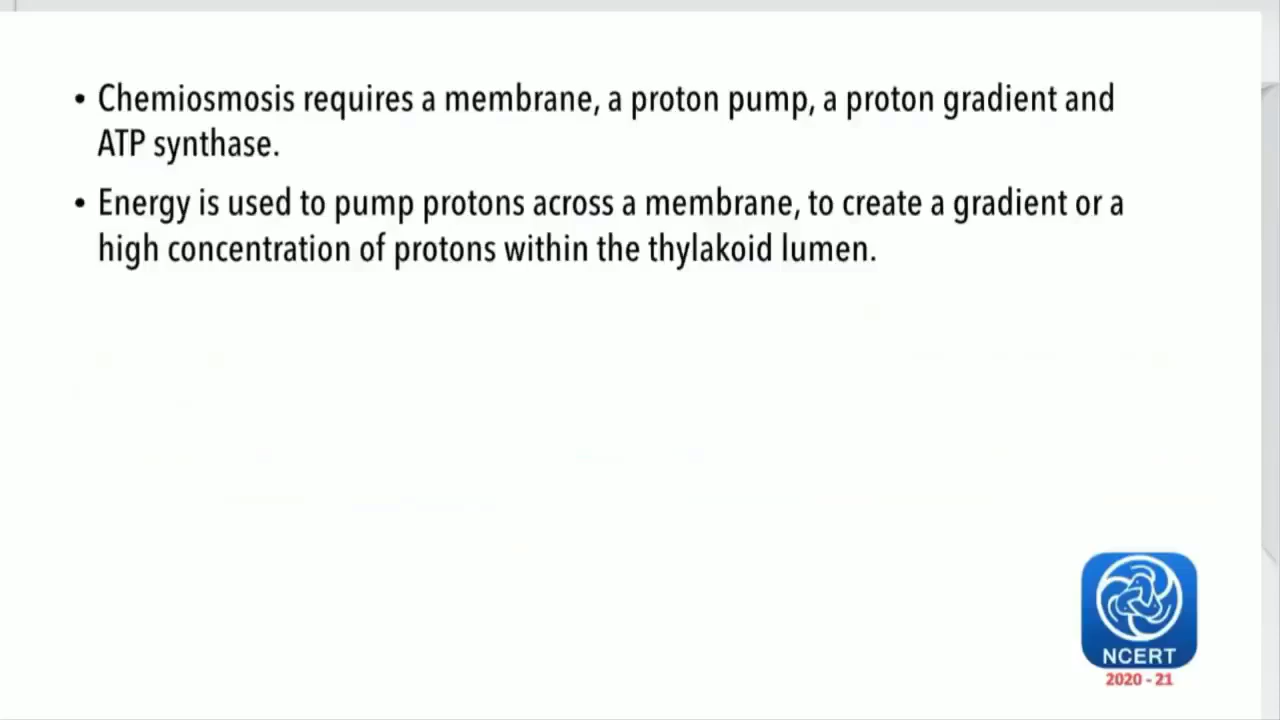 • Chemiosmosis requires a membrane, a proton pump, a proton gradient and
ATP synthase.
• Energy is used to pump protons across a membrane, to create a gradient or a
high concentration of protons within the thylakoid lumen.
NCERT
2020 - 21